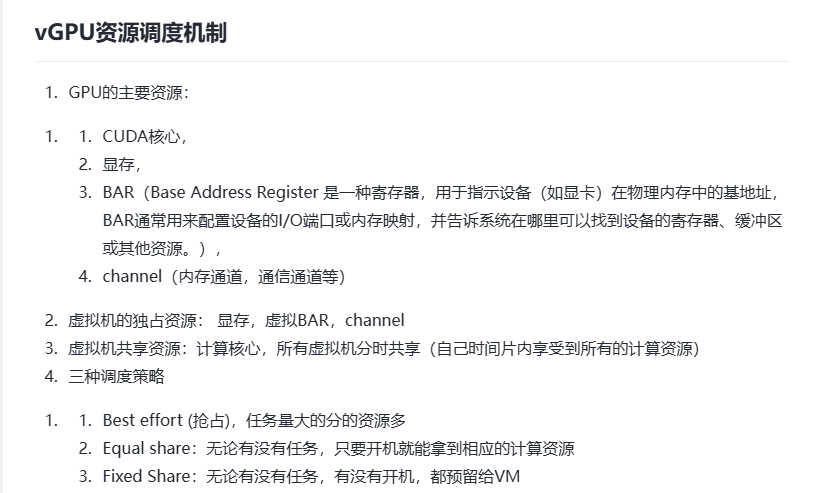 vGPU资源调度机制
1. GPU的主要资源：
1. 1. CUDA核心，
2. 显存，
3. BAR（Base Address Register 是一种寄存器，用于指示设备（如显卡）在物理内存中的基地址，
BAR通常用来配置设备的I/O端口或内存映射，并告诉系统在哪里可以找到设备的寄存器、缓冲区
或其他资源。），
4. channel（内存通道，通信通道等）
2. 虚拟机的独占资源： 显存，虚拟BAR，channel
3. 虚拟机共享资源：计算核心，所有虚拟机分时共享（自己时间片内享受到所有的计算资源）
4. 三种调度策略
1. 1. Best effort (抢占)，任务量大的分的资源多
2. Equal share：无论有没有任务，只要开机就能拿到相应的计算资源
3. Fixed Share：无论有没有任务，有没有开机，都预留给VM